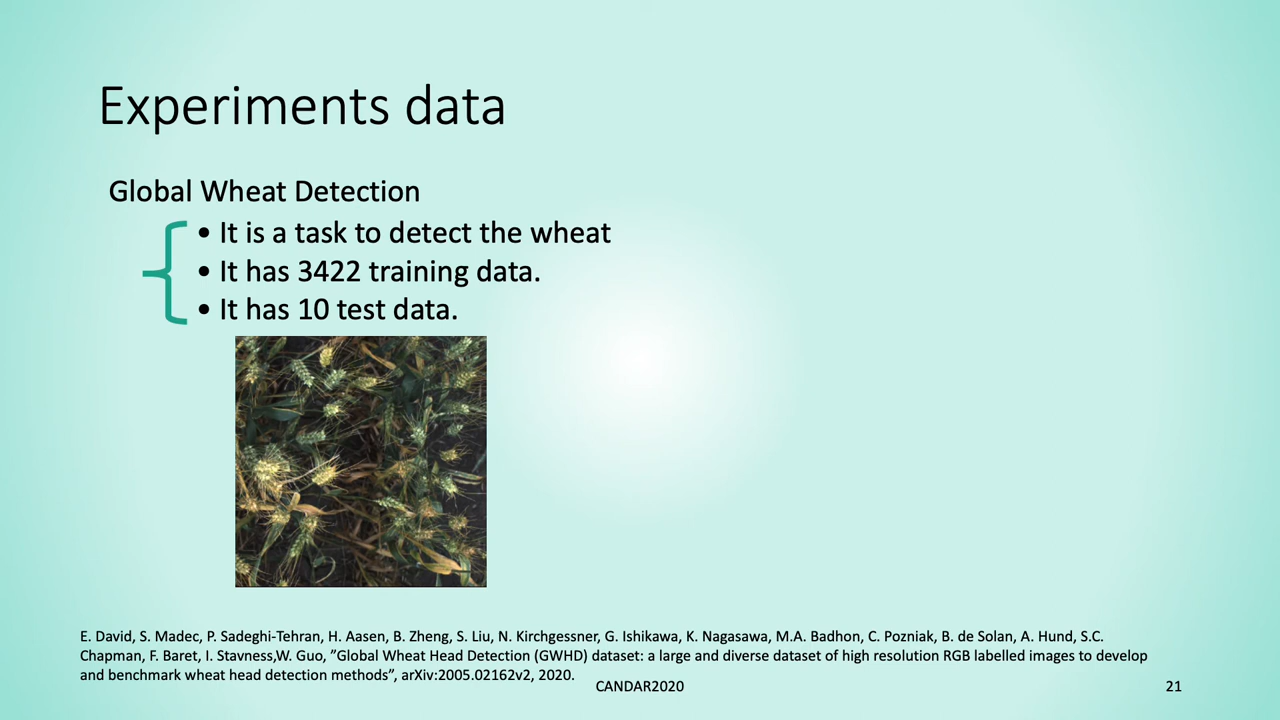 Experiments data
Global Wheat Detection
• It is a task to detect the wheat
• It has 3422 training data.
• It has 10 test data.
E. David, S. Madec, P. Sadeghi-Tehran, H. Aasen, B. Zheng, S. Liu, N. Kirchgessner, G. Ishikawa, K. Nagasawa, M.A. Badhon, C. Pozniak, B. de Solan, A. Hund, S.C.
Chapman, F. Baret, I. Stavness,W. Guo, ”Global Wheat Head Detection (GWHD) dataset: a large and diverse dataset of high resolution RGB labelled images to develop
and benchmark wheat head detection methods”, arXiv:2005.02162v2, 2020.
CANDAR2020
21